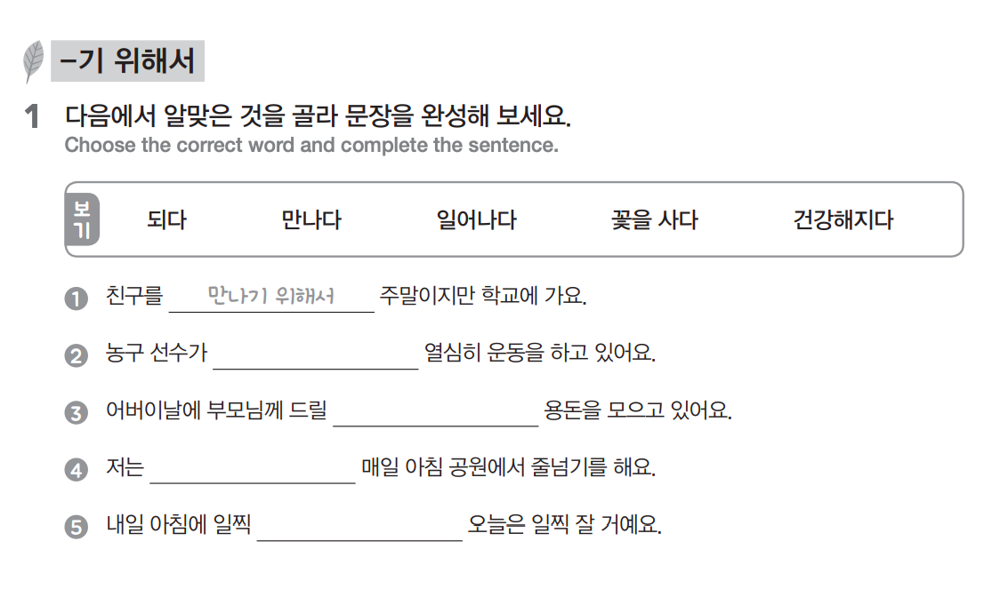 –기 위해서
1 다음에서 알맞은 것을 골라 문장을 완성해 보세요.
Choose the correct word and complete the sentence.
보기 되다 만나다 일어나다 꽃을 사다 건강해지다
1 친구를 만나기 위해서 주말이지만 학교에 가요.
2 농구 선수가 ____________ 열심히 운동을 하고 있어요.
3 어버이날에 부모님께 드릴 ____________ 용돈을 모으고 있어요.
4 저는 ____________ 매일 아침 공원에서 줄넘기를 해요.
5 내일 아침에 일찍 ____________ 오늘은 일찍 잘 거예요.